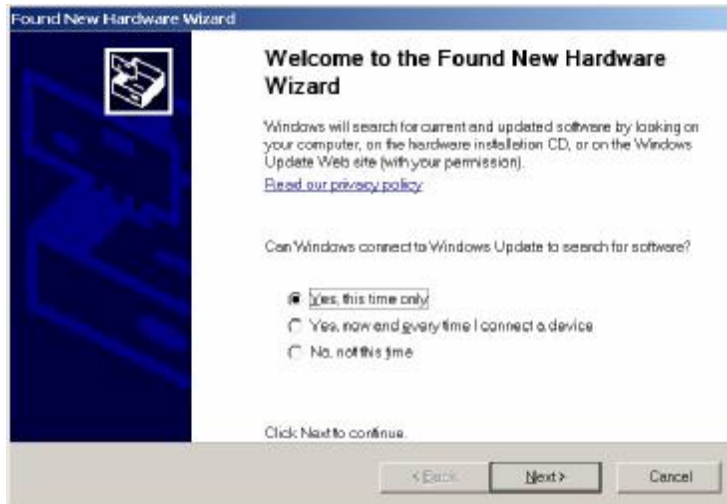 Found New Hardware Wizard
Welcome to the Found New Hardware
Wizard
Windows will search for current and updated software by looking on
your computer, on the hardware installation CD, or on the Windows
Update Web site (with your permission).
Read our privacy policy
Can Windows connect to Windows Update to search for software?
Yes, this time only
Yes, now and every time I connect a device
No, not this time
Click Next to continue.
< Back
Next >
Cancel